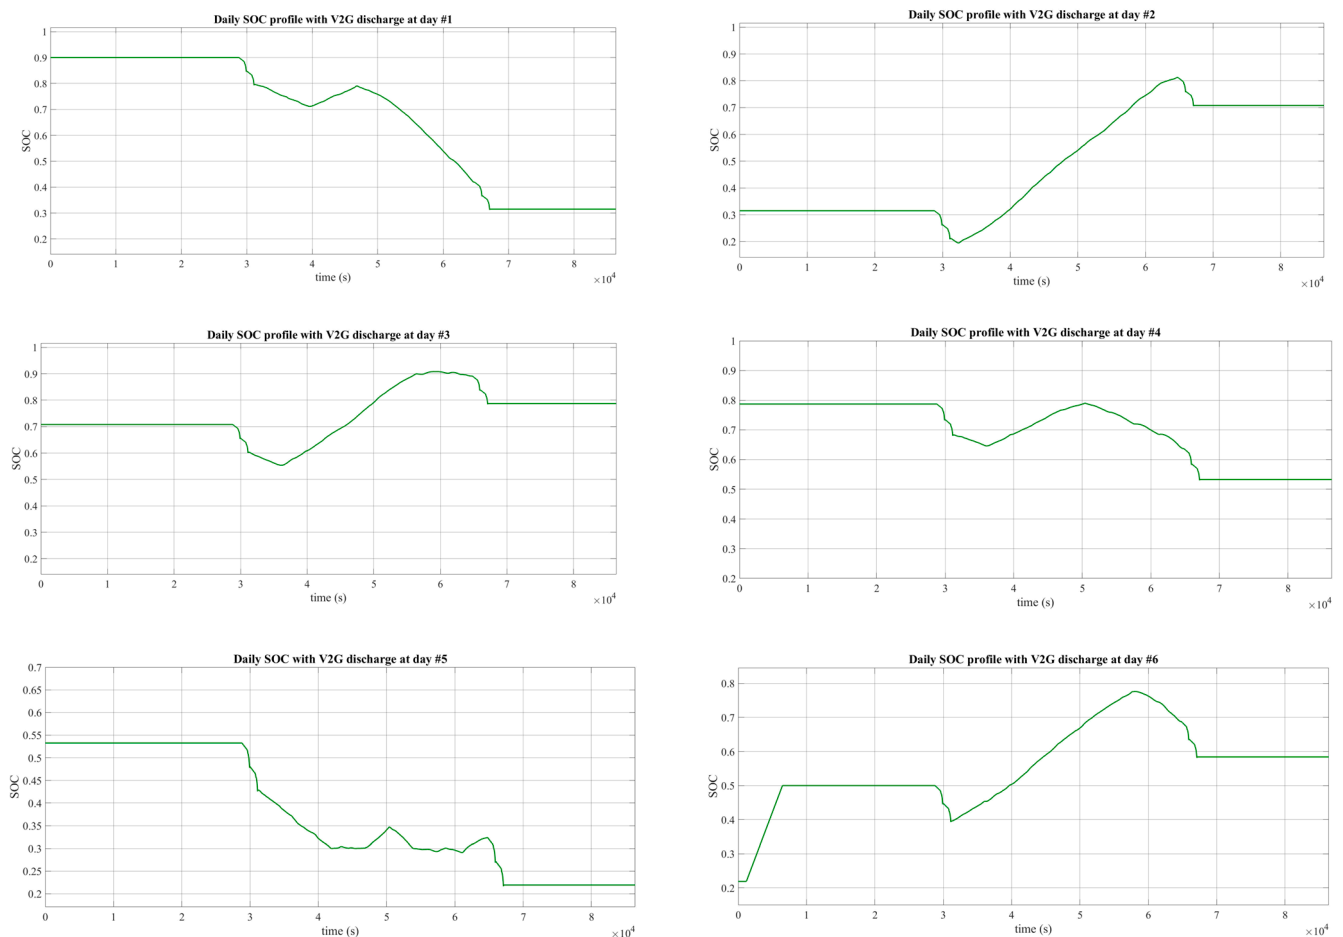 Daily SOC profile with V2G discharge at day #1
1
0.9
0.8
0.7
0.6
0.5
0.4
0.3
0.2
SOC
0 1 2 3 4 5 6 7 8
time (s)
×10⁴
Daily SOC profile with V2G discharge at day #2
1
0.9
0.8
0.7
0.6
0.5
0.4
0.3
0.2
SOC
0 1 2 3 4 5 6 7 8
time (s)
×10⁴
Daily SOC profile with V2G discharge at day #3
1
0.9
0.8
0.7
0.6
0.5
0.4
0.3
0.2
SOC
0 1 2 3 4 5 6 7 8
time (s)
×10⁴
Daily SOC profile with V2G discharge at day #4
1
0.9
0.8
0.7
0.6
0.5
0.4
0.3
0.2
SOC
0 1 2 3 4 5 6 7 8
time (s)
×10⁴
Daily SOC with V2G discharge at day #5
0.7
0.65
0.6
0.55
0.5
0.45
0.4
0.35
0.3
0.25
0.2
SOC
0 1 2 3 4 5 6 7 8
time (s)
×10⁴
Daily SOC profile with V2G discharge at day #6
0.8
0.7
0.6
0.5
0.4
0.3
0.2
SOC
0 1 2 3 4 5 6 7 8
time (s)
×10⁴